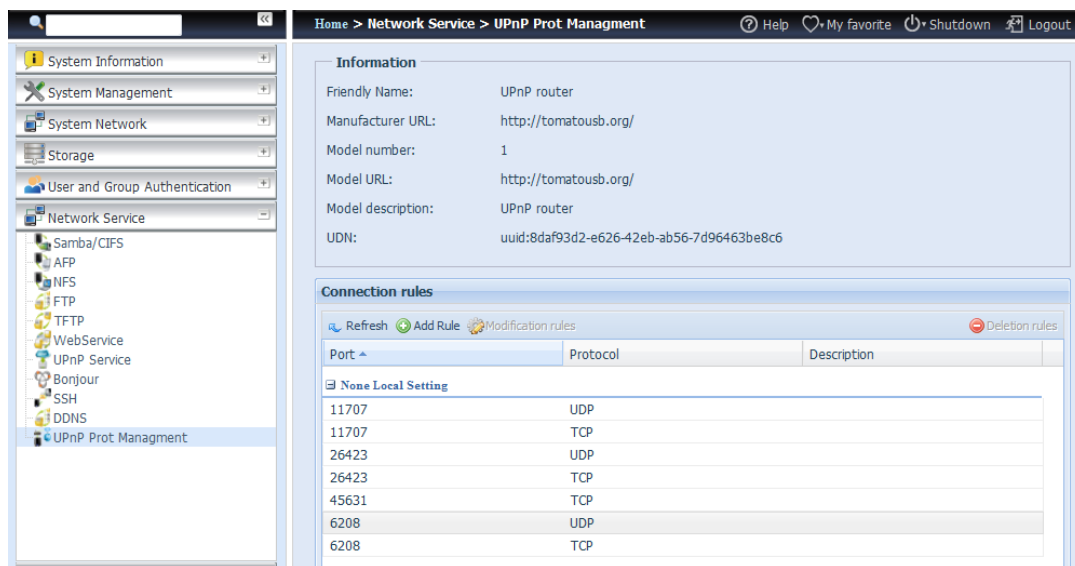 Home > Network Service > UPnP Prot Managment
Help My favorite Shutdown Logout
System Information
System Management
System Network
Storage
User and Group Authentication
Network Service
Samba/CIFS
AFP
NFS
FTP
TFTP
WebService
UPnP Service
Bonjour
SSH
DDNS
UPnP Prot Managment
Information
Friendly Name: UPnP router
Manufacturer URL: http://tomatousb.org/
Model number: 1
Model URL: http://tomatousb.org/
Model description: UPnP router
UDN: uuid:8daf93d2-e626-42eb-ab56-7d96463be8c6
Connection rules
Refresh Add Rule Modification rules Deletion rules
Port Protocol Description
None Local Setting
11707 UDP
11707 TCP
26423 UDP
26423 TCP
45631 TCP
6208 UDP
6208 TCP